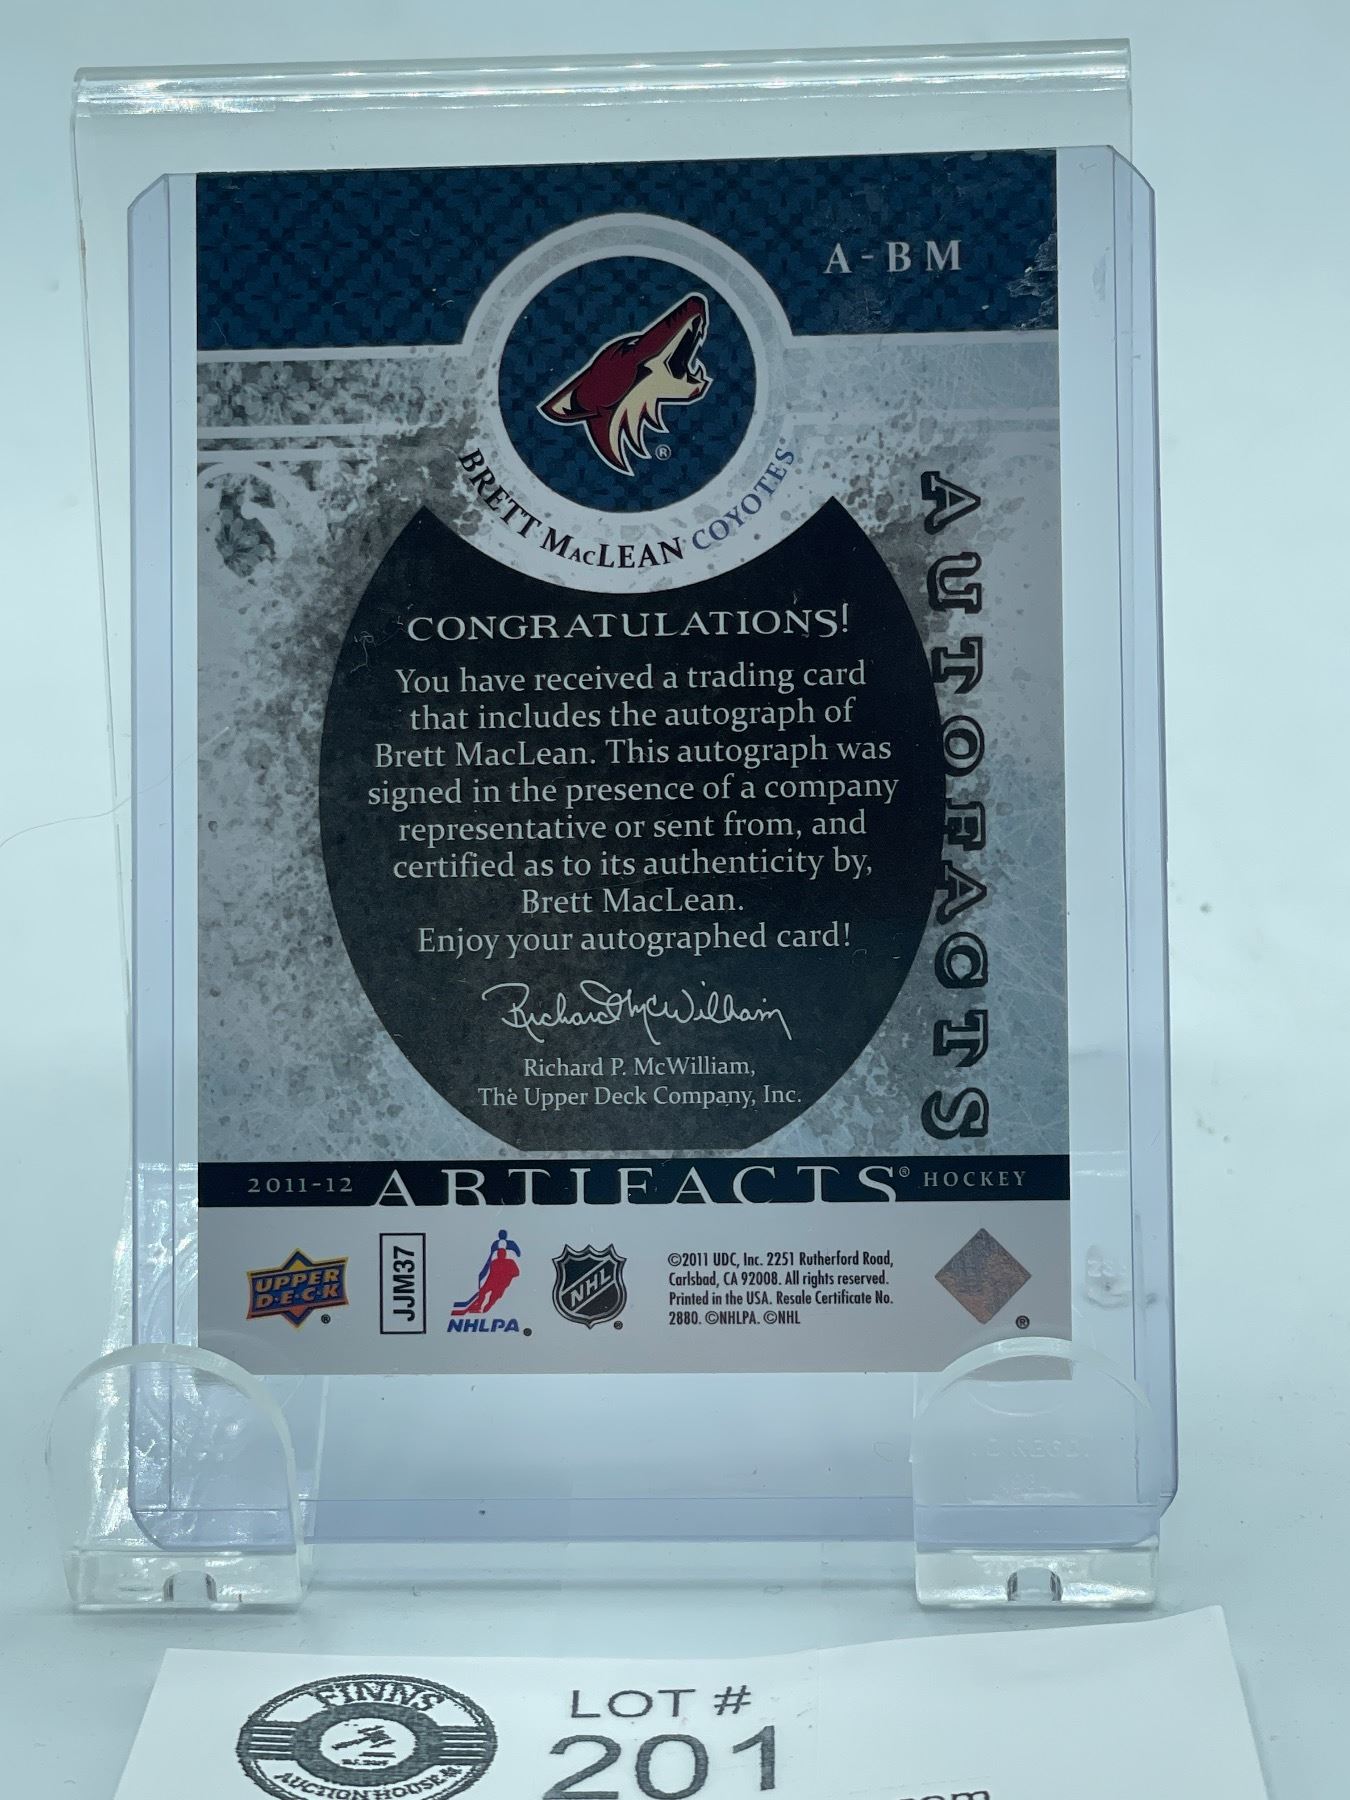 A-BM
®
BRETT MACLEAN COYOTES
CONGRATULATIONS!
You have received a trading card
that includes the autograph of
Brett MacLean. This autograph was
signed in the presence of a company
representative or sent from, and
certified as to its authenticity by,
Brett MacLean.
Enjoy your autographed card!
Richard McWilliam
Richard P. McWilliam,
The Upper Deck Company, Inc.
AUTOFACTS
2011-12 ARTIFACTS® HOCKEY
UPPER
D·E·C·K
®
JJM37
NHLPA®
NHL
®
©2011 UDC, Inc. 2251 Rutherford Road,
Carlsbad, CA 92008. All rights reserved.
Printed in the USA. Resale Certificate No.
2880. ©NHLPA. ©NHL
®
FINNS
AUCTION HOUSE
LOT #
201